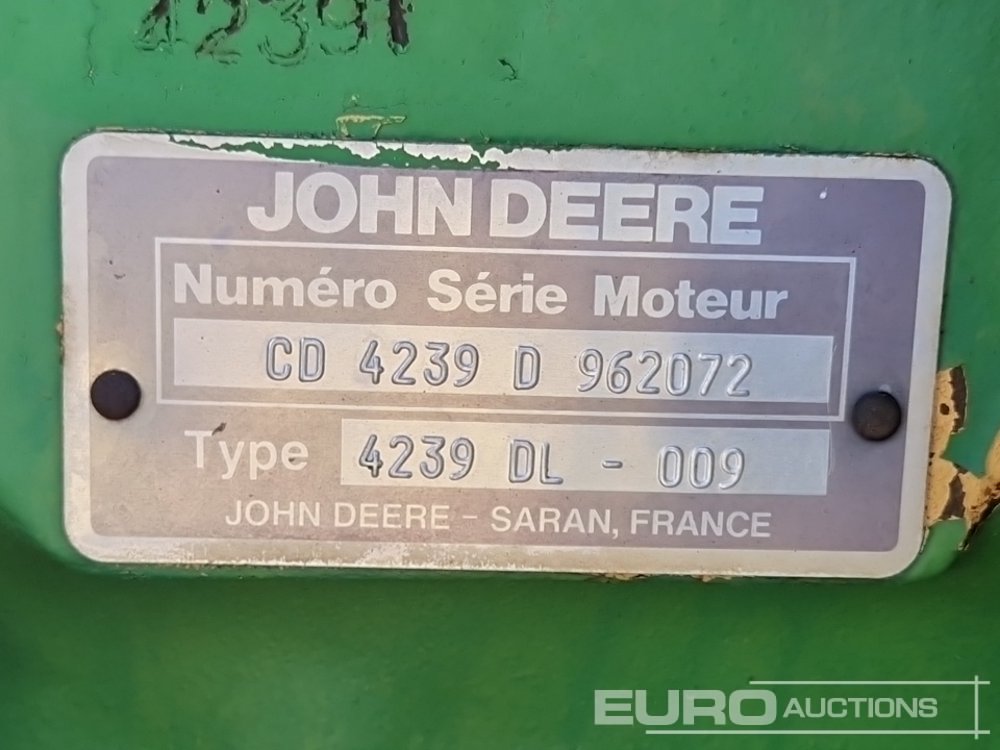 JOHN DEERE
Numéro Série Moteur
CD 4239 D 962072
Type 4239 DL - 009
JOHN DEERE - SARAN, FRANCE
EURO AUCTIONS